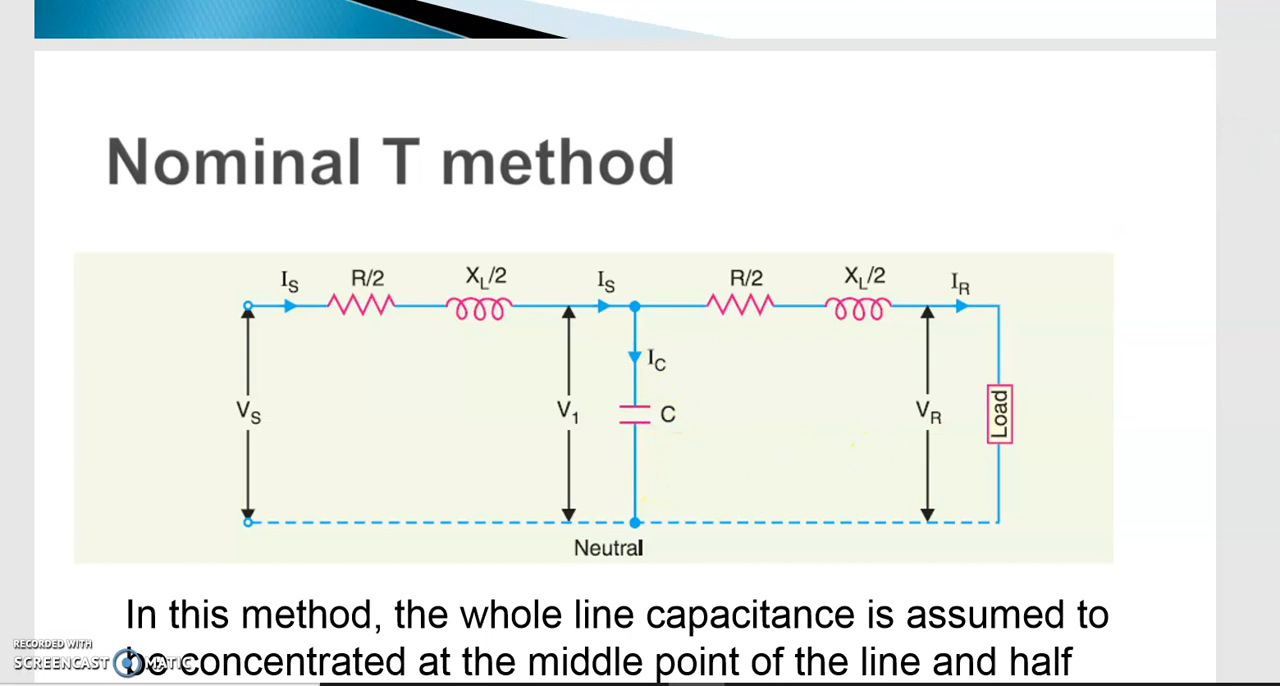 Nominal T method
I_S R/2 X_L/2 I_S R/2 X_L/2 I_R
I_C
V_S V_1 C V_R Load
Neutral
In this method, the whole line capacitance is assumed to
be concentrated at the middle point of the line and half
RECORDED WITH
SCREENCAST MATIC